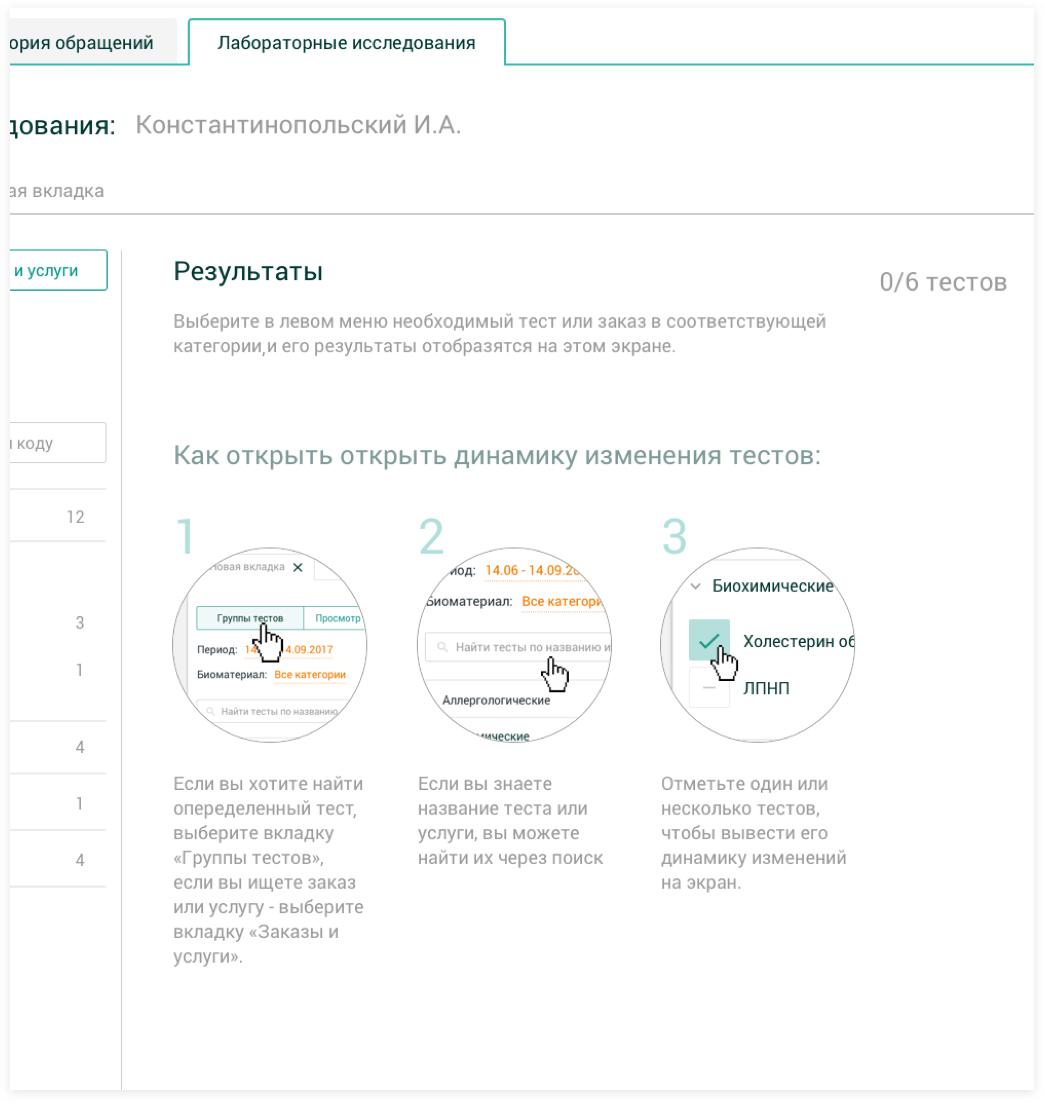 ория обращений
Лабораторные исследования
дования: Константинопольский И.А.
ая вкладка
и услуги
Результаты
0/6 тестов
Выберите в левом меню необходимый тест или заказ в соответствующей
категории,и его результаты отобразятся на этом экране.
коду
12
3
1
4
1
4
Как открыть открыть динамику изменения тестов:
1
Новая вкладка
Группы тестов
Просмотр
Период: 14.09.2017
Биоматериал: Все категории
Найти тесты по названию
Если вы хотите найти
опеределенный тест,
выберите вкладку
«Группы тестов»,
если вы ищете заказ
или услугу - выберите
вкладку «Заказы и
услуги».
2
иод: 14.06 - 14.09.20
Биоматериал: Все категори
Найти тесты по названию и
Аллергологические
мические
Если вы знаете
название теста или
услуги, вы можете
найти их через поиск
3
Биохимические
Холестерин об
ЛПНП
Отметьте один или
несколько тестов,
чтобы вывести его
динамику изменений
на экран.